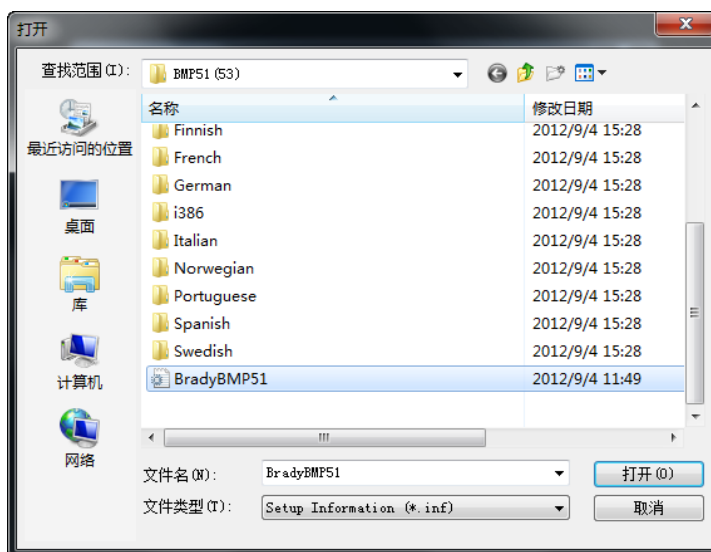 打开
查找范围(I):
BMP51 (53)
名称
修改日期
Finnish
2012/9/4 15:28
French
2012/9/4 15:28
German
2012/9/4 15:28
i386
2012/9/4 15:28
Italian
2012/9/4 15:28
Norwegian
2012/9/4 15:28
Portuguese
2012/9/4 15:28
Spanish
2012/9/4 15:28
Swedish
2012/9/4 15:28
BradyBMP51
2012/9/4 11:49
最近访问的位置
桌面
库
计算机
网络
文件名(N):
BradyBMP51
打开(O)
文件类型(T):
Setup Information (*.inf)
取消